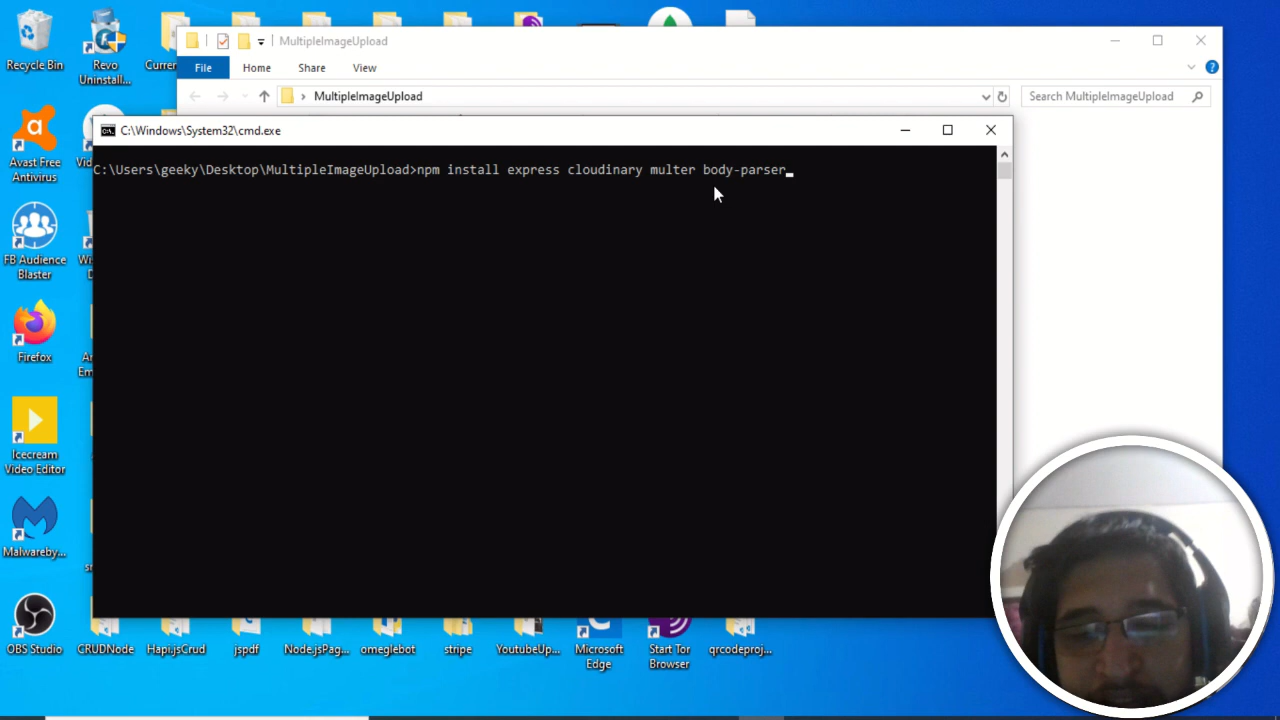 MultipleImageUpload
File
Home
Share
View
MultipleImageUpload
Search MultipleImageUpload
C:\Windows\System32\cmd.exe
C:\Users\geeky\Desktop\MultipleImageUpload>npm install express cloudinary multer body-parser
Recycle Bin
Revo
Uninstall...
Avast Free
Antivirus
FB Audience
Blaster
Firefox
Icecream
Video Editor
Malwareby...
OBS Studio
CRUDNode
Hapi.jsCrud
jspdf
Node.jsPag...
omeglebot
stripe
YoutubeUp...
Microsoft
Edge
Start Tor
Browser
qrcodeproj...